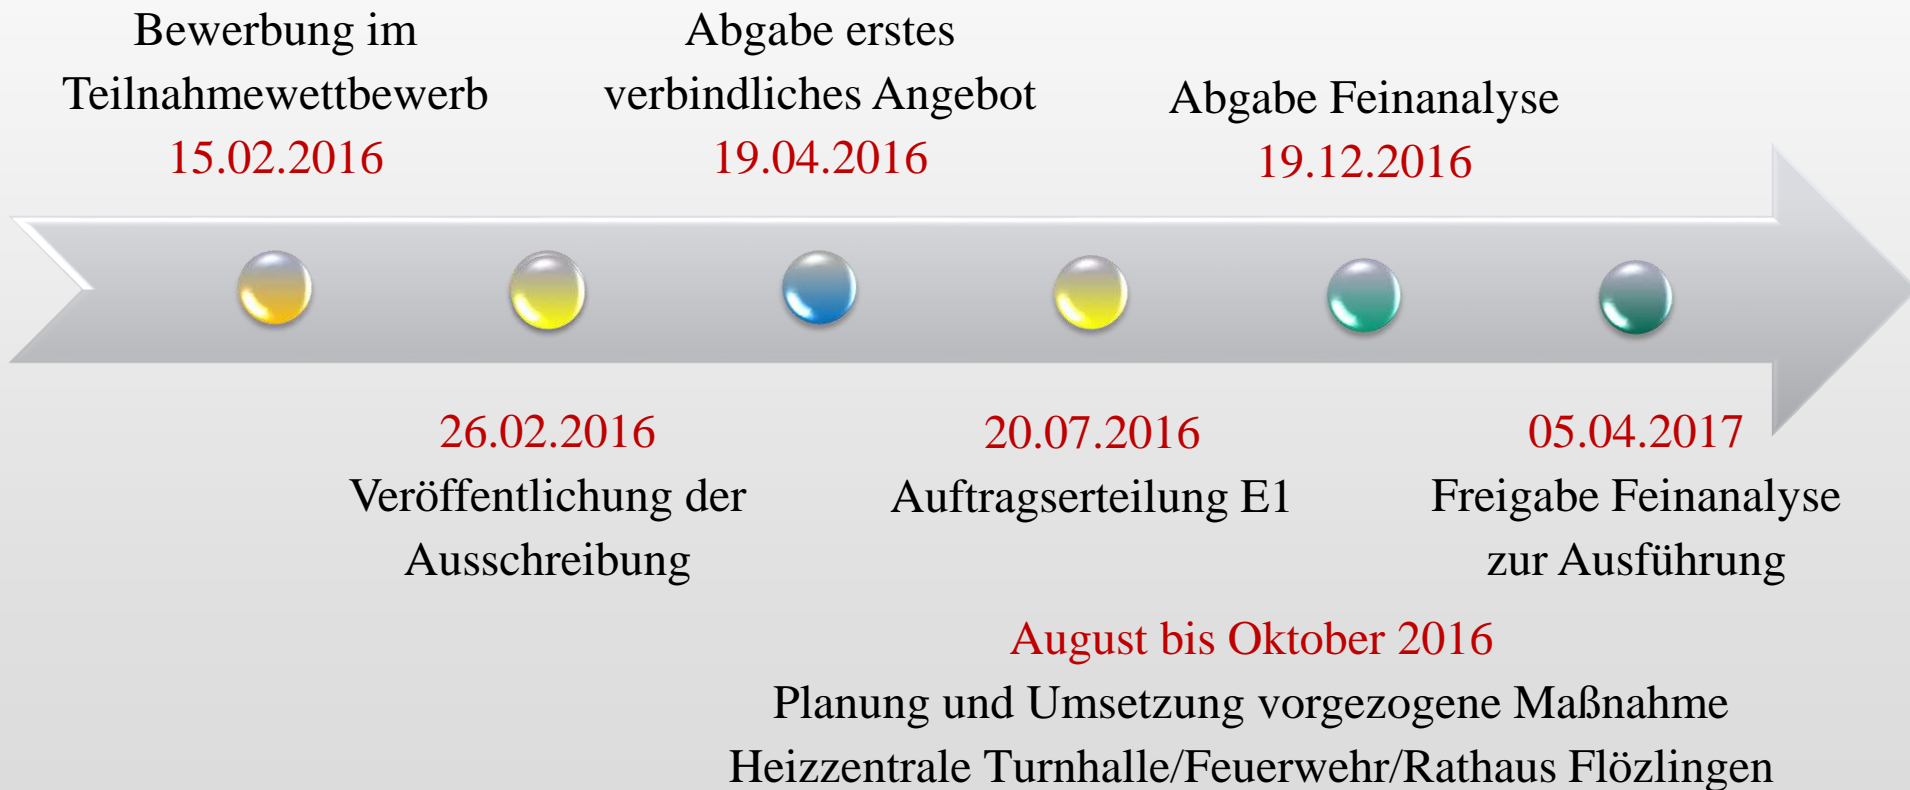 Bewerbung im
Teilnahmewettbewerb
15.02.2016
Abgabe erstes
verbindliches Angebot
19.04.2016
Abgabe Feinanalyse
19.12.2016
26.02.2016
Veröffentlichung der
Ausschreibung
20.07.2016
Auftragserteilung E1
05.04.2017
Freigabe Feinanalyse
zur Ausführung
August bis Oktober 2016
Planung und Umsetzung vorgezogene Maßnahme
Heizzentrale Turnhalle/Feuerwehr/Rathaus Flözlingen